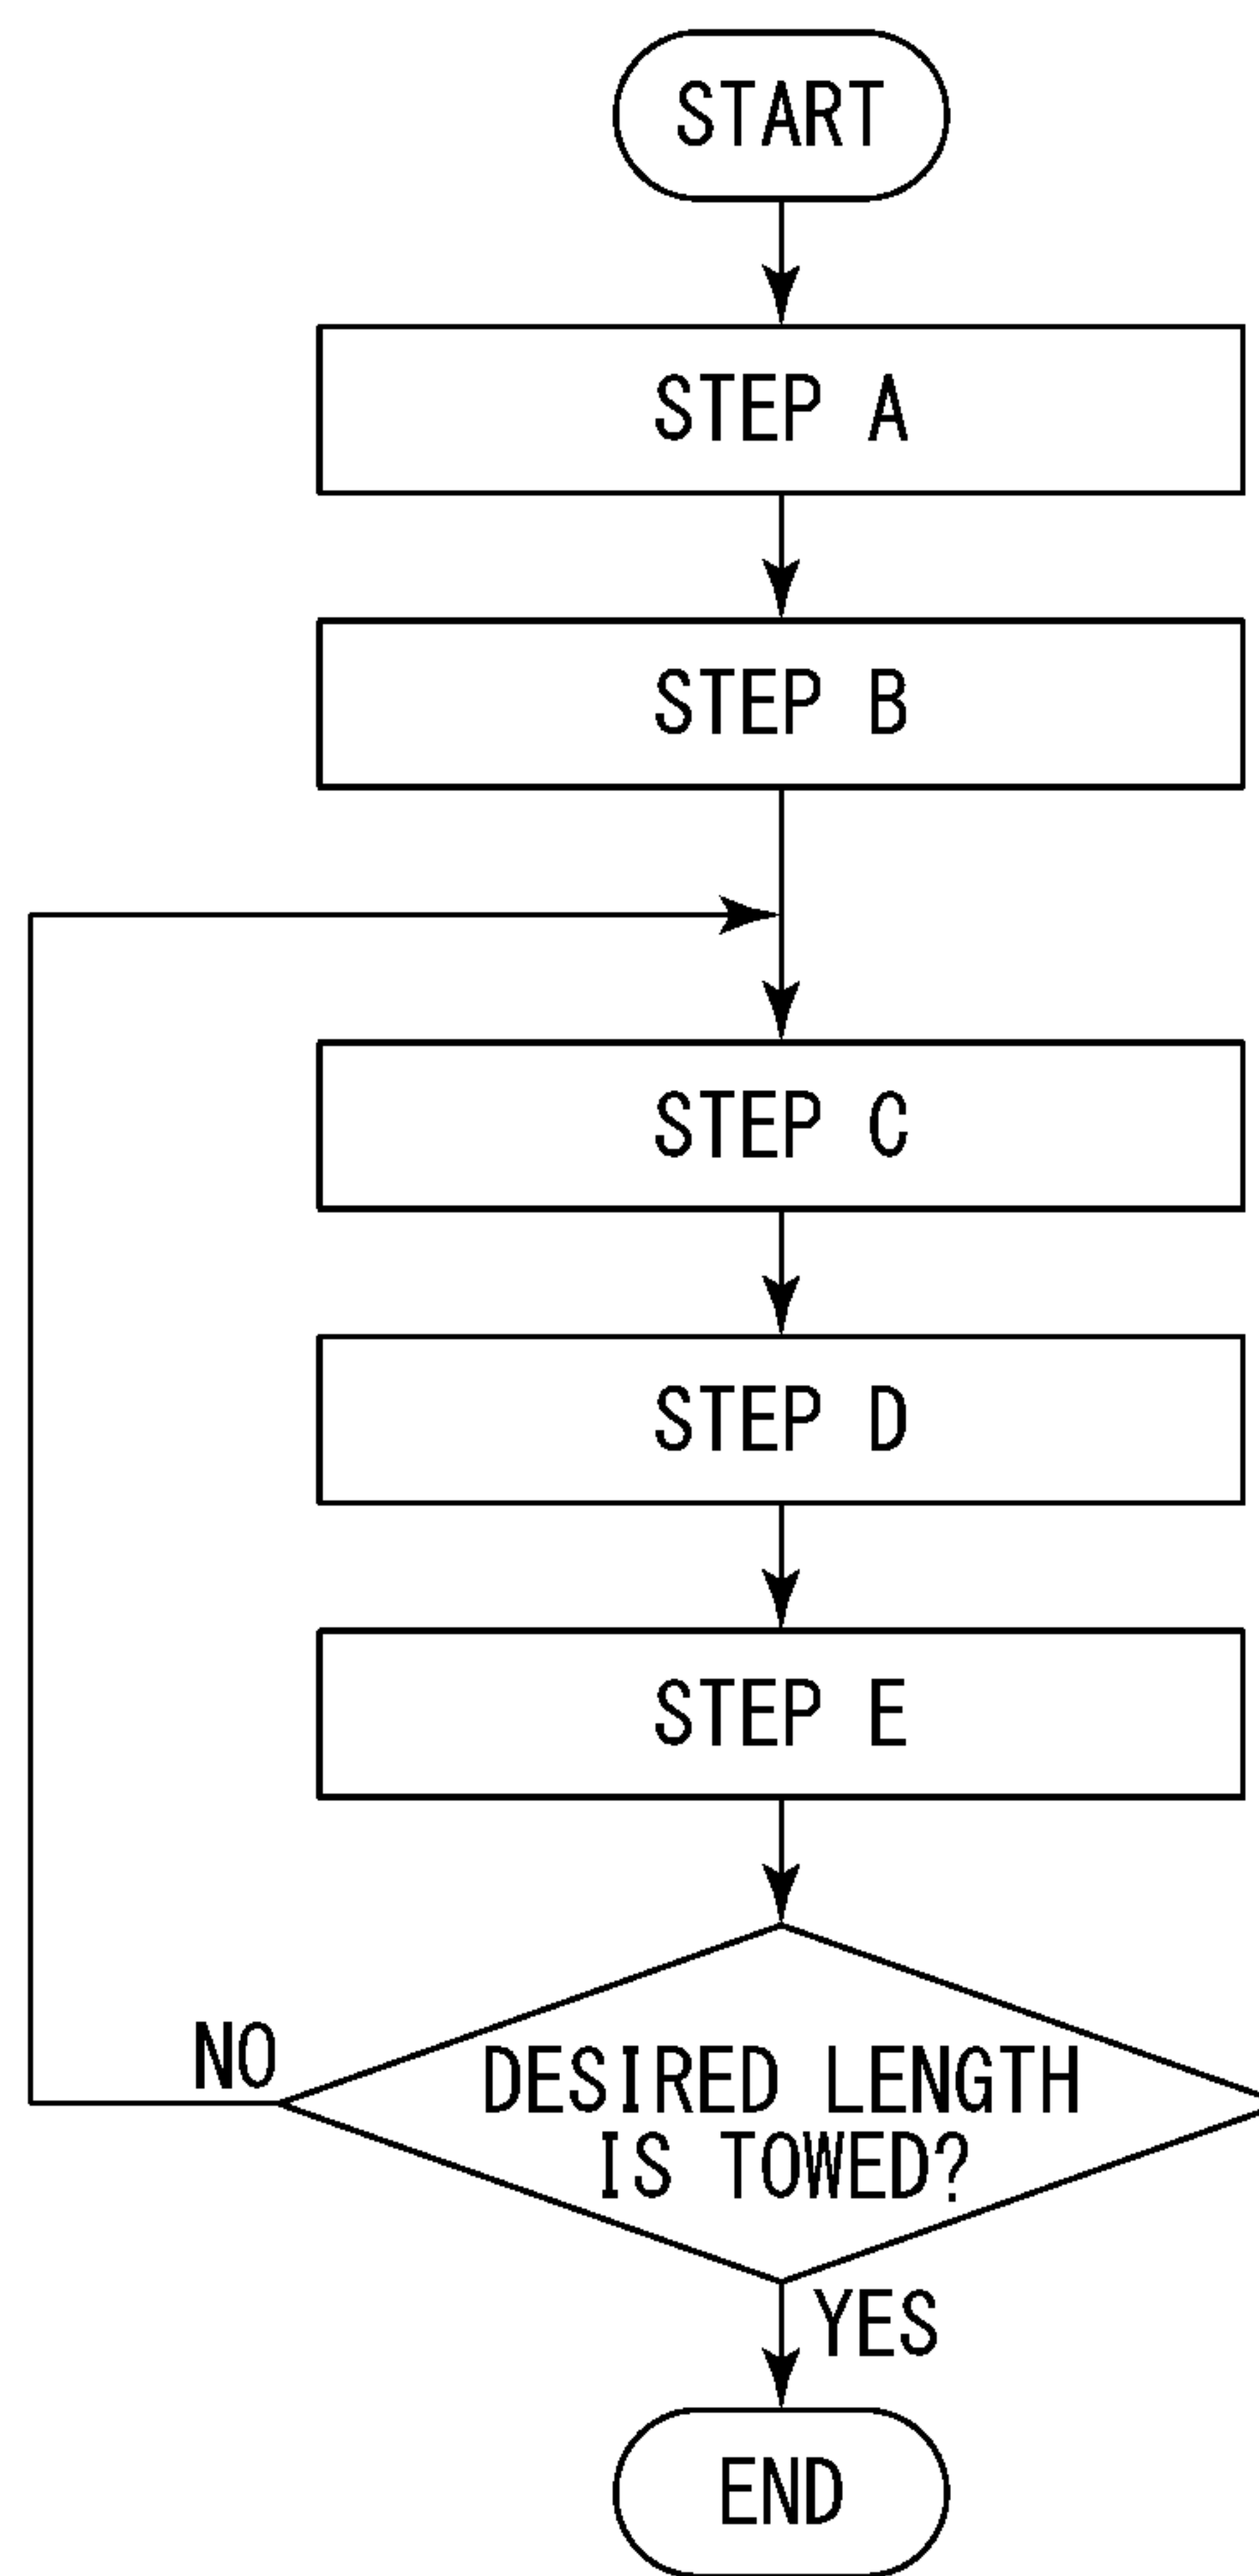 START
STEP A
STEP B
STEP C
STEP D
STEP E
NO
DESIRED LENGTH
IS TOWED?
YES
END